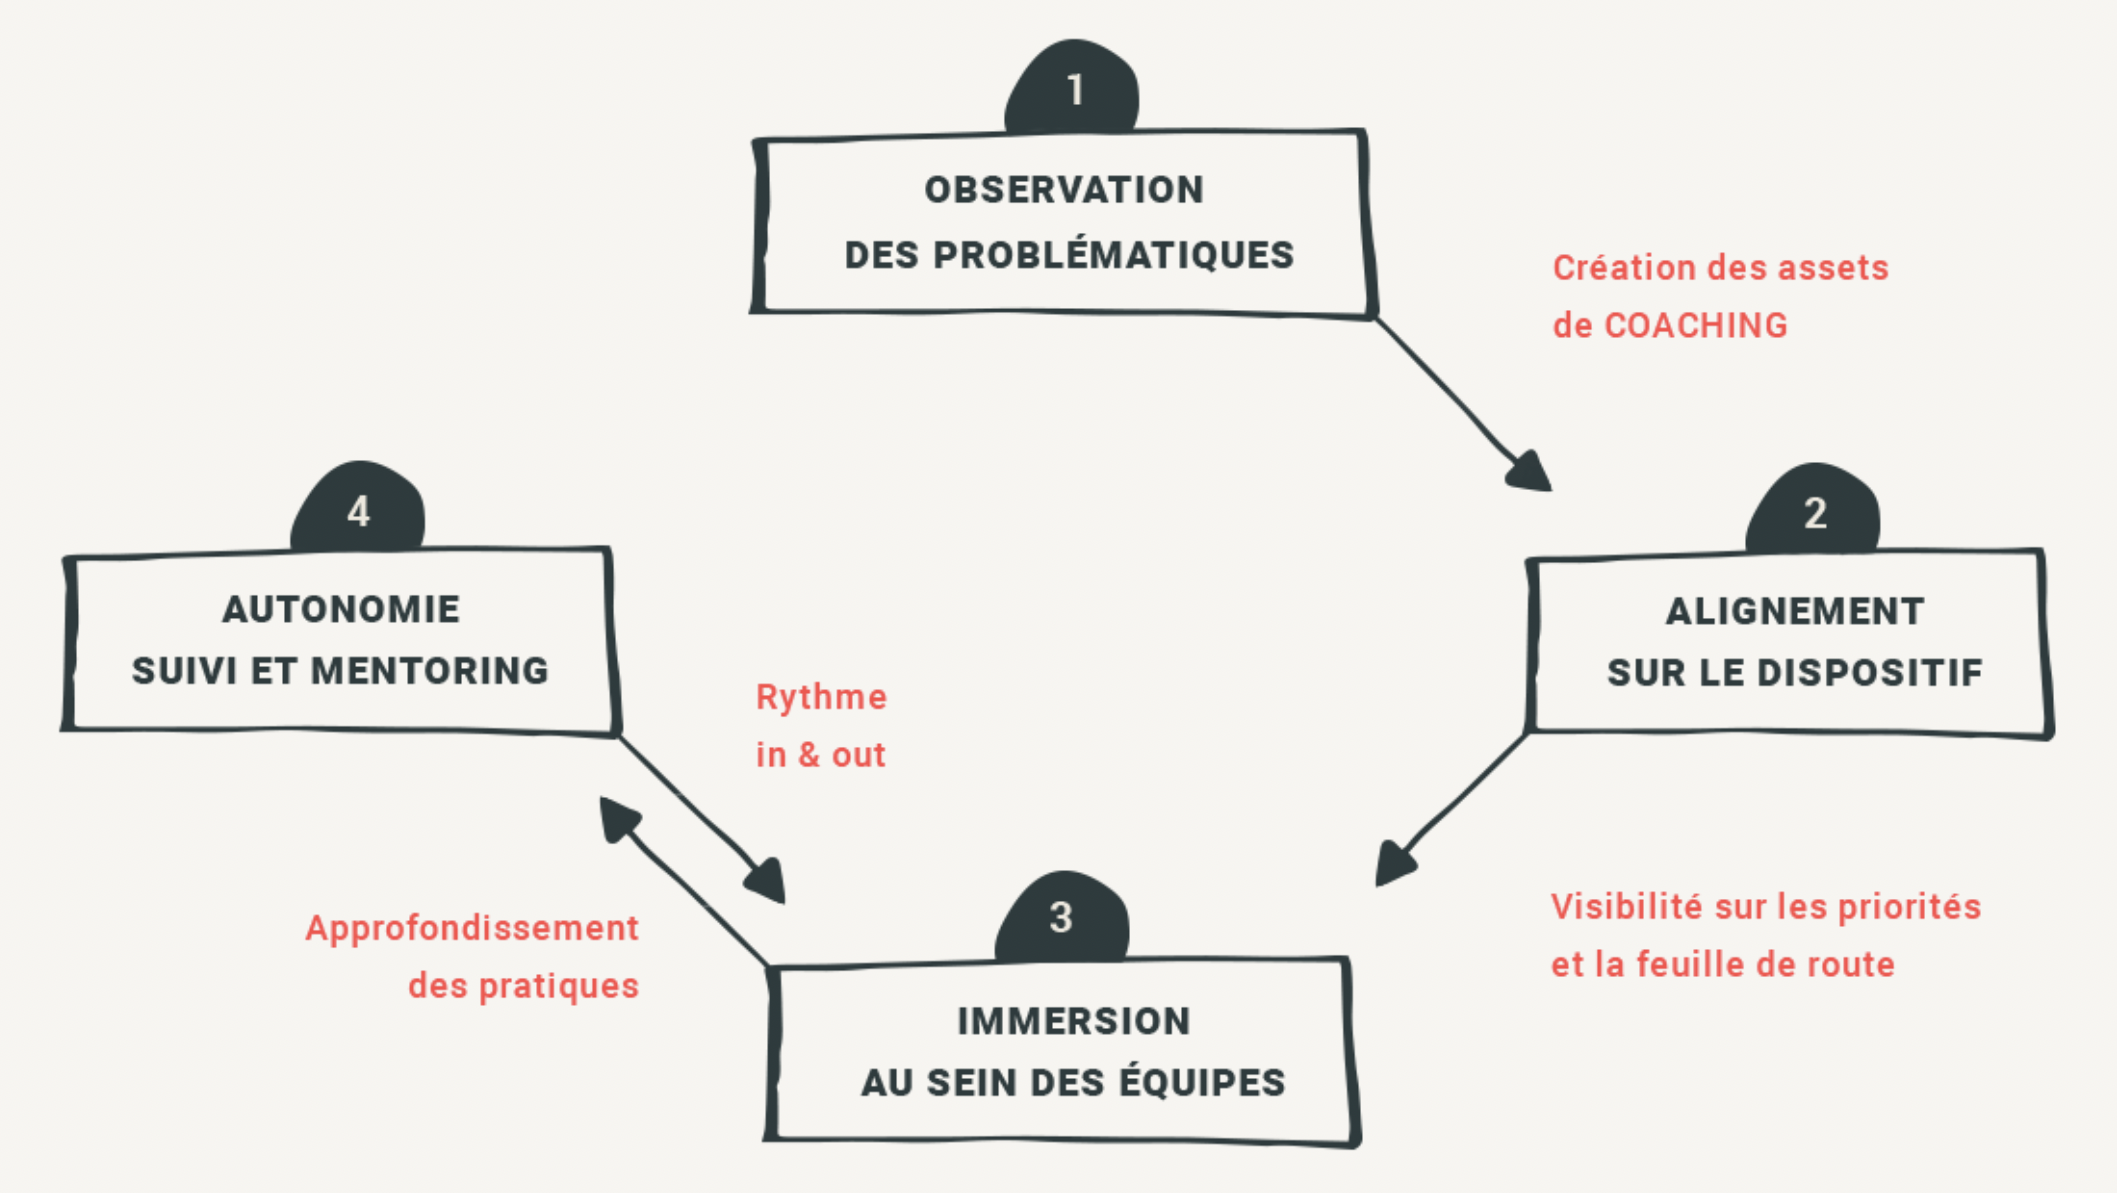 1
OBSERVATION
DES PROBLÉMATIQUES
Création des assets
de COACHING
2
ALIGNEMENT
SUR LE DISPOSITIF
Visibilité sur les priorités
et la feuille de route
3
IMMERSION
AU SEIN DES ÉQUIPES
Approfondissement
des pratiques
4
AUTONOMIE
SUIVI ET MENTORING
Rythme
in & out